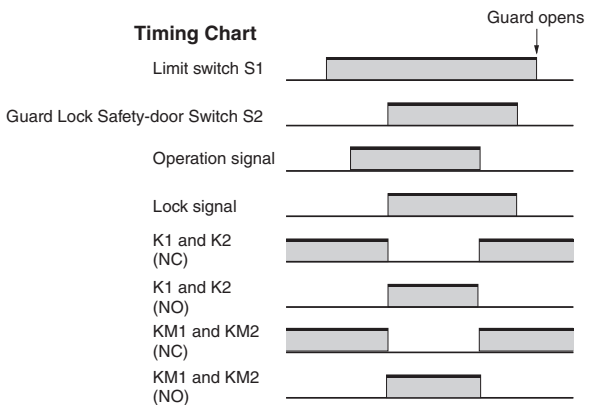 Guard opens
Timing Chart
Limit switch S1
Guard Lock Safety-door Switch S2
Operation signal
Lock signal
K1 and K2
(NC)
K1 and K2
(NO)
KM1 and KM2
(NC)
KM1 and KM2
(NO)